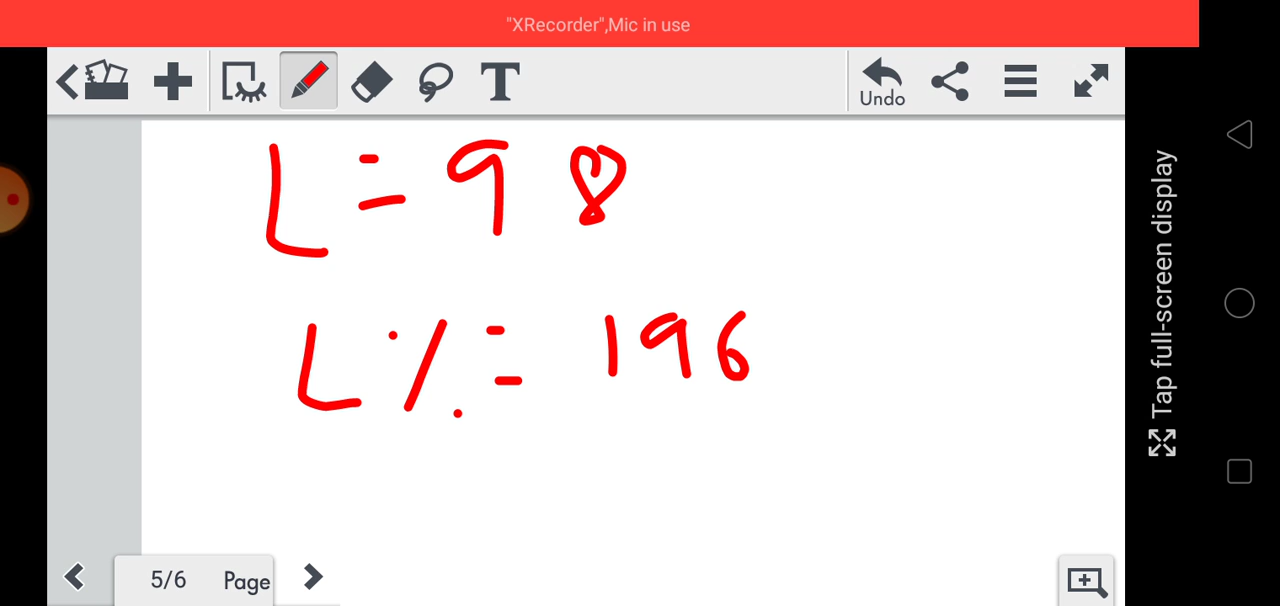 "XRecorder",Mic in use
T
Undo
L = 98
L % = 196
Tap full-screen display
5/6 Page